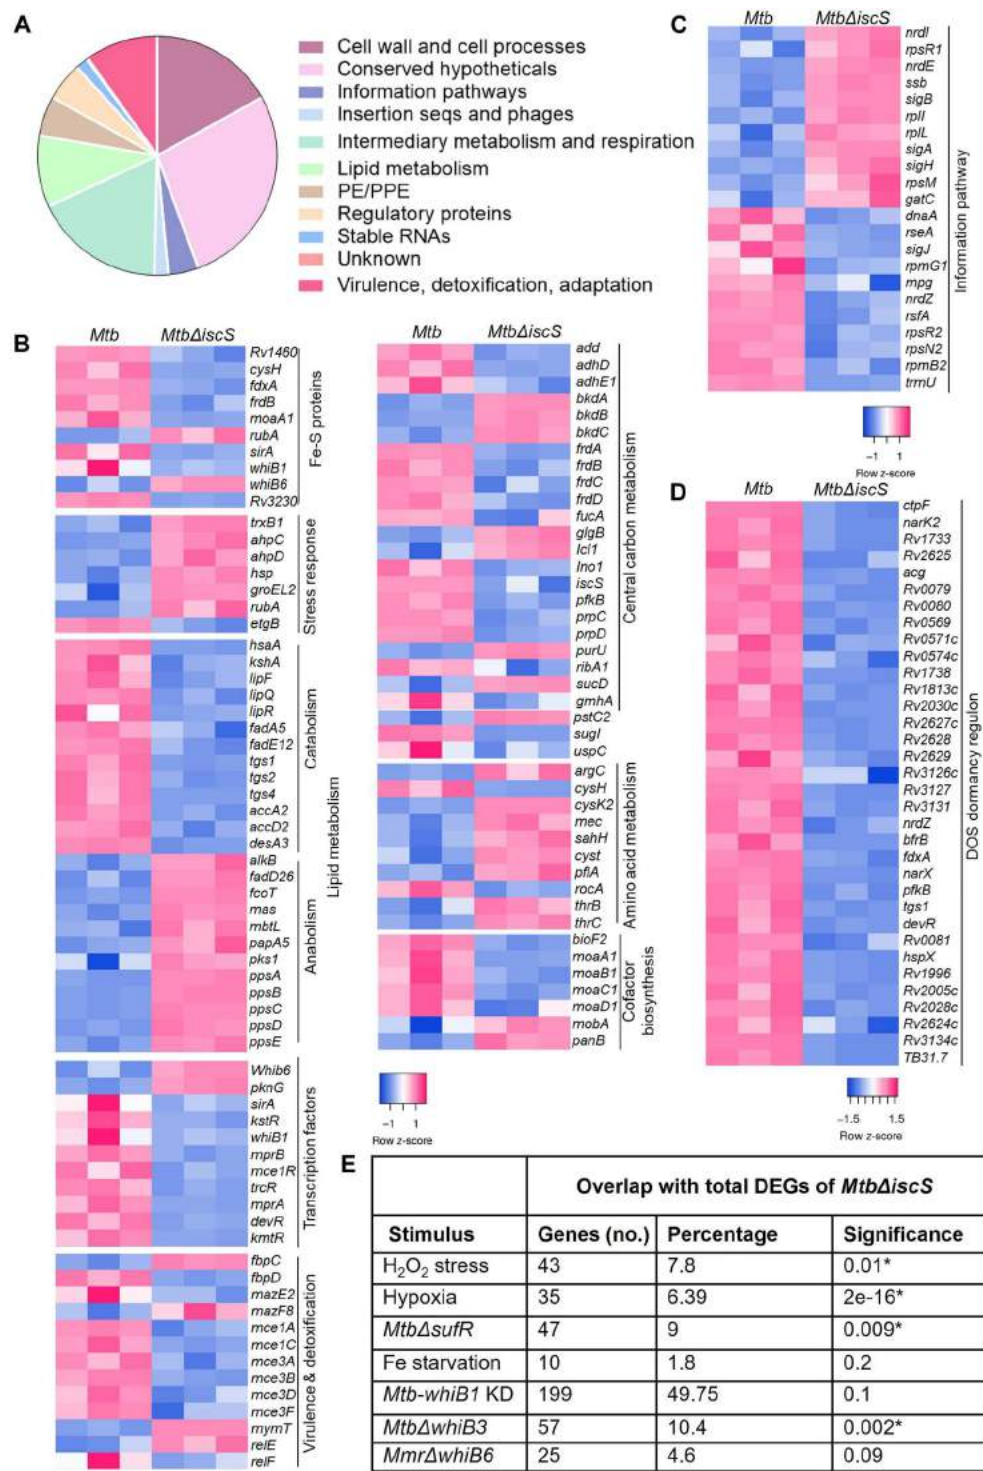 A
Cell wall and cell processes
Conserved hypotheticals
Information pathways
Insertion seqs and phages
Intermediary metabolism and respiration
Lipid metabolism
PE/PPE
Regulatory proteins
Stable RNAs
Unknown
Virulence, detoxification, adaptation
B
Mtb MtbΔiscS
Rv1460
cysH
fdxA
frdB
moaA1
rubA
sirA
whiB1
whiB6
Rv3230
Fe-S proteins
trxB1
ahpC
ahpD
hsp
groEL2
rubA
etgB
Stress response
hsaA
kshA
lipF
lipQ
lipR
fadA5
fadE12
tgs1
tgs2
tgs4
accA2
accD2
desA3
Catabolism
alkB
fadD26
fcoT
mas
mbtL
papA5
pks1
ppsA
ppsB
ppsC
ppsD
ppsE
Anabolism
Lipid metabolism
Whib6
pknG
sirA
kstR
whiB1
mprB
mce1R
trcR
mprA
devR
kmtR
Transcription factors
fbpC
fbpD
mazE2
mazF8
mce1A
mce1C
mce3A
mce3B
mce3D
mce3F
mymT
relE
relF
Virulence & detoxification
Mtb MtbΔiscS
add
adhD
adhE1
bkdA
bkdB
bkdC
frdA
frdB
frdC
frdD
fucA
glgB
Icl1
Ino1
iscS
pfkB
prpC
prpD
purU
ribA1
sucD
gmhA
Central carbon metabolism
pstC2
sugI
uspC
argC
cysH
cysK2
mec
sahH
cyst
pflA
rocA
thrB
thrC
Amino acid metabolism
bioF2
moaA1
moaB1
moaC1
moaD1
mobA
panB
Cofactor
biosynthesis
−1 1
Row z-score
C
Mtb MtbΔiscS
nrdI
rpsR1
nrdE
ssb
sigB
rplI
rplL
sigA
sigH
rpsM
gatC
dnaA
rseA
sigJ
rpmG1
mpg
nrdZ
rsfA
rpsR2
rpsN2
rpmB2
trmU
Information pathway
−1 1
Row z-score
D
Mtb MtbΔiscS
ctpF
narK2
Rv1733
Rv2625
acg
Rv0079
Rv0080
Rv0569
Rv0571c
Rv0574c
Rv1738
Rv1813c
Rv2030c
Rv2627c
Rv2628
Rv2629
Rv3126c
Rv3127
Rv3131
nrdZ
bfrB
fdxA
narX
pfkB
tgs1
devR
Rv0081
hspX
Rv1996
Rv2005c
Rv2028c
Rv2624c
Rv3134c
TB31.7
DOS dormancy regulon
-1.5 1.5
Row z-score
E
Overlap with total DEGs of MtbΔiscS
Stimulus Genes (no.) Percentage Significance
H₂O₂ stress 43 7.8 0.01*
Hypoxia 35 6.39 2e-16*
MtbΔsufR 47 9 0.009*
Fe starvation 10 1.8 0.2
Mtb-whiB1 KD 199 49.75 0.1
MtbΔwhiB3 57 10.4 0.002*
MmrΔwhiB6 25 4.6 0.09